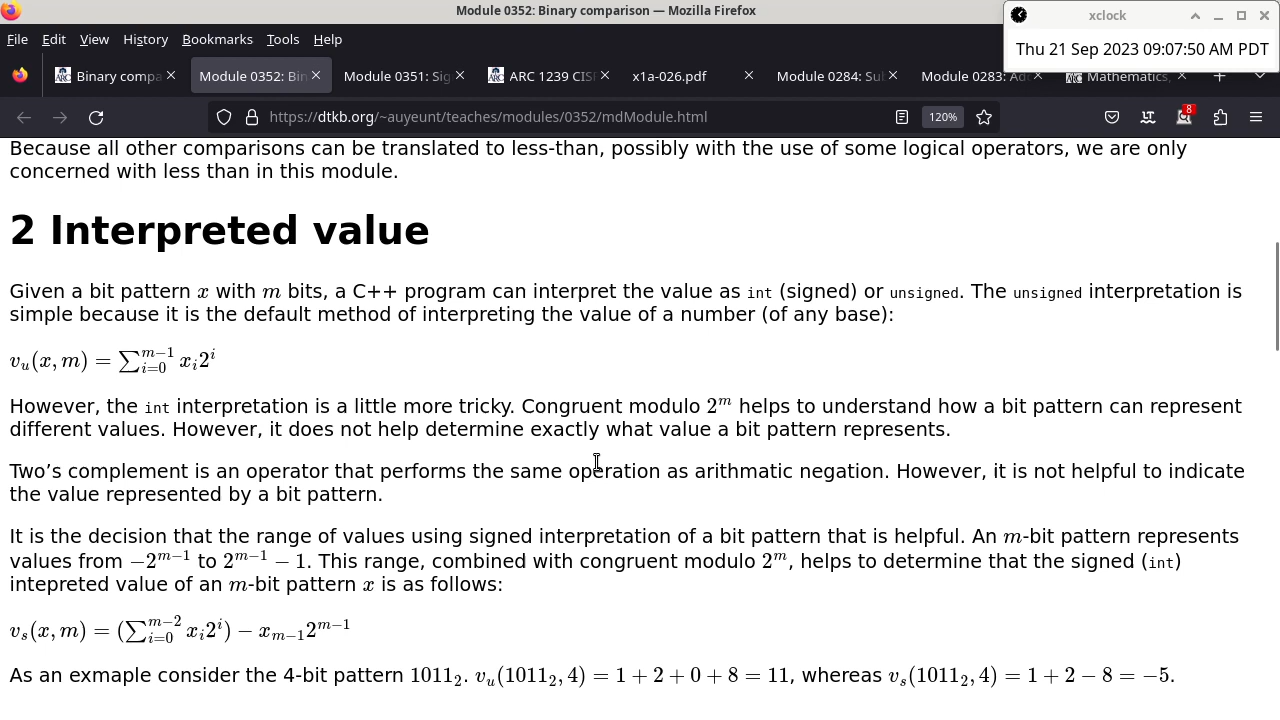 Module 0352: Binary comparison — Mozilla Firefox
xclock
Thu 21 Sep 2023 09:07:50 AM PDT
File Edit View History Bookmarks Tools Help
Binary compa Module 0352: Bin Module 0351: Sig ARC 1239 CISI x1a-026.pdf Module 0284: Sul Module 0283: Add Mathematics,
https://dtkb.org/~auyeunt/teaches/modules/0352/mdModule.html 120% 8
Because all other comparisons can be translated to less-than, possibly with the use of some logical operators, we are only
concerned with less than in this module.
2 Interpreted value
Given a bit pattern x with m bits, a C++ program can interpret the value as int (signed) or unsigned. The unsigned interpretation is
simple because it is the default method of interpreting the value of a number (of any base):
v_u(x, m) = ∑_{i=0}^{m−1} x_i2^i
However, the int interpretation is a little more tricky. Congruent modulo 2^m helps to understand how a bit pattern can represent
different values. However, it does not help determine exactly what value a bit pattern represents.
Two’s complement is an operator that performs the same operation as arithmatic negation. However, it is not helpful to indicate
the value represented by a bit pattern.
It is the decision that the range of values using signed interpretation of a bit pattern that is helpful. An m-bit pattern represents
values from −2^{m−1} to 2^{m−1} − 1. This range, combined with congruent modulo 2^m, helps to determine that the signed (int)
intepreted value of an m-bit pattern x is as follows:
v_s(x, m) = (∑_{i=0}^{m−2} x_i2^i) − x_{m−1}2^{m−1}
As an exmaple consider the 4-bit pattern 1011_2. v_u(1011_2, 4) = 1 + 2 + 0 + 8 = 11, whereas v_s(1011_2, 4) = 1 + 2 − 8 = −5.